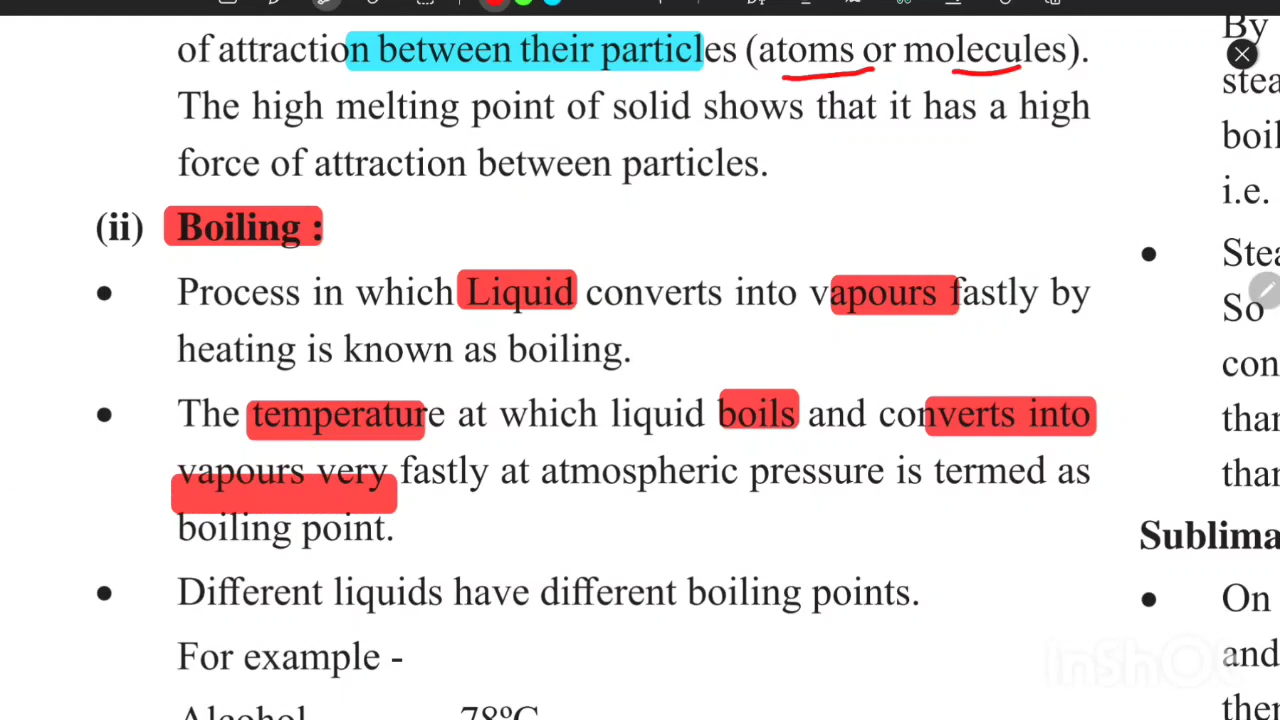 of attraction between their particles (atoms or molecules).
The high melting point of solid shows that it has a high
force of attraction between particles.
(ii) Boiling :
• Process in which Liquid converts into vapours fastly by
heating is known as boiling.
• The temperature at which liquid boils and converts into
vapours very fastly at atmospheric pressure is termed as
boiling point.
• Different liquids have different boiling points.
For example -
Alcohol 78°C
By
stea
boil
i.e.
• Stea
So
con
than
than
Sublima
• On
and
ther
InShot